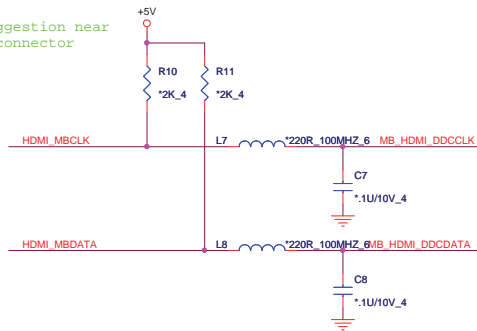 +5V
ggestion near
connector
R10
R11
*2K_4
*2K_4
HDMI_MBCLK
L7
*220R_100MHZ_6
MB_HDMI_DDCCLK
C7
*.1U/10V_4
HDMI_MBDATA
L8
*220R_100MHZ_6
MB_HDMI_DDCDATA
C8
*.1U/10V_4